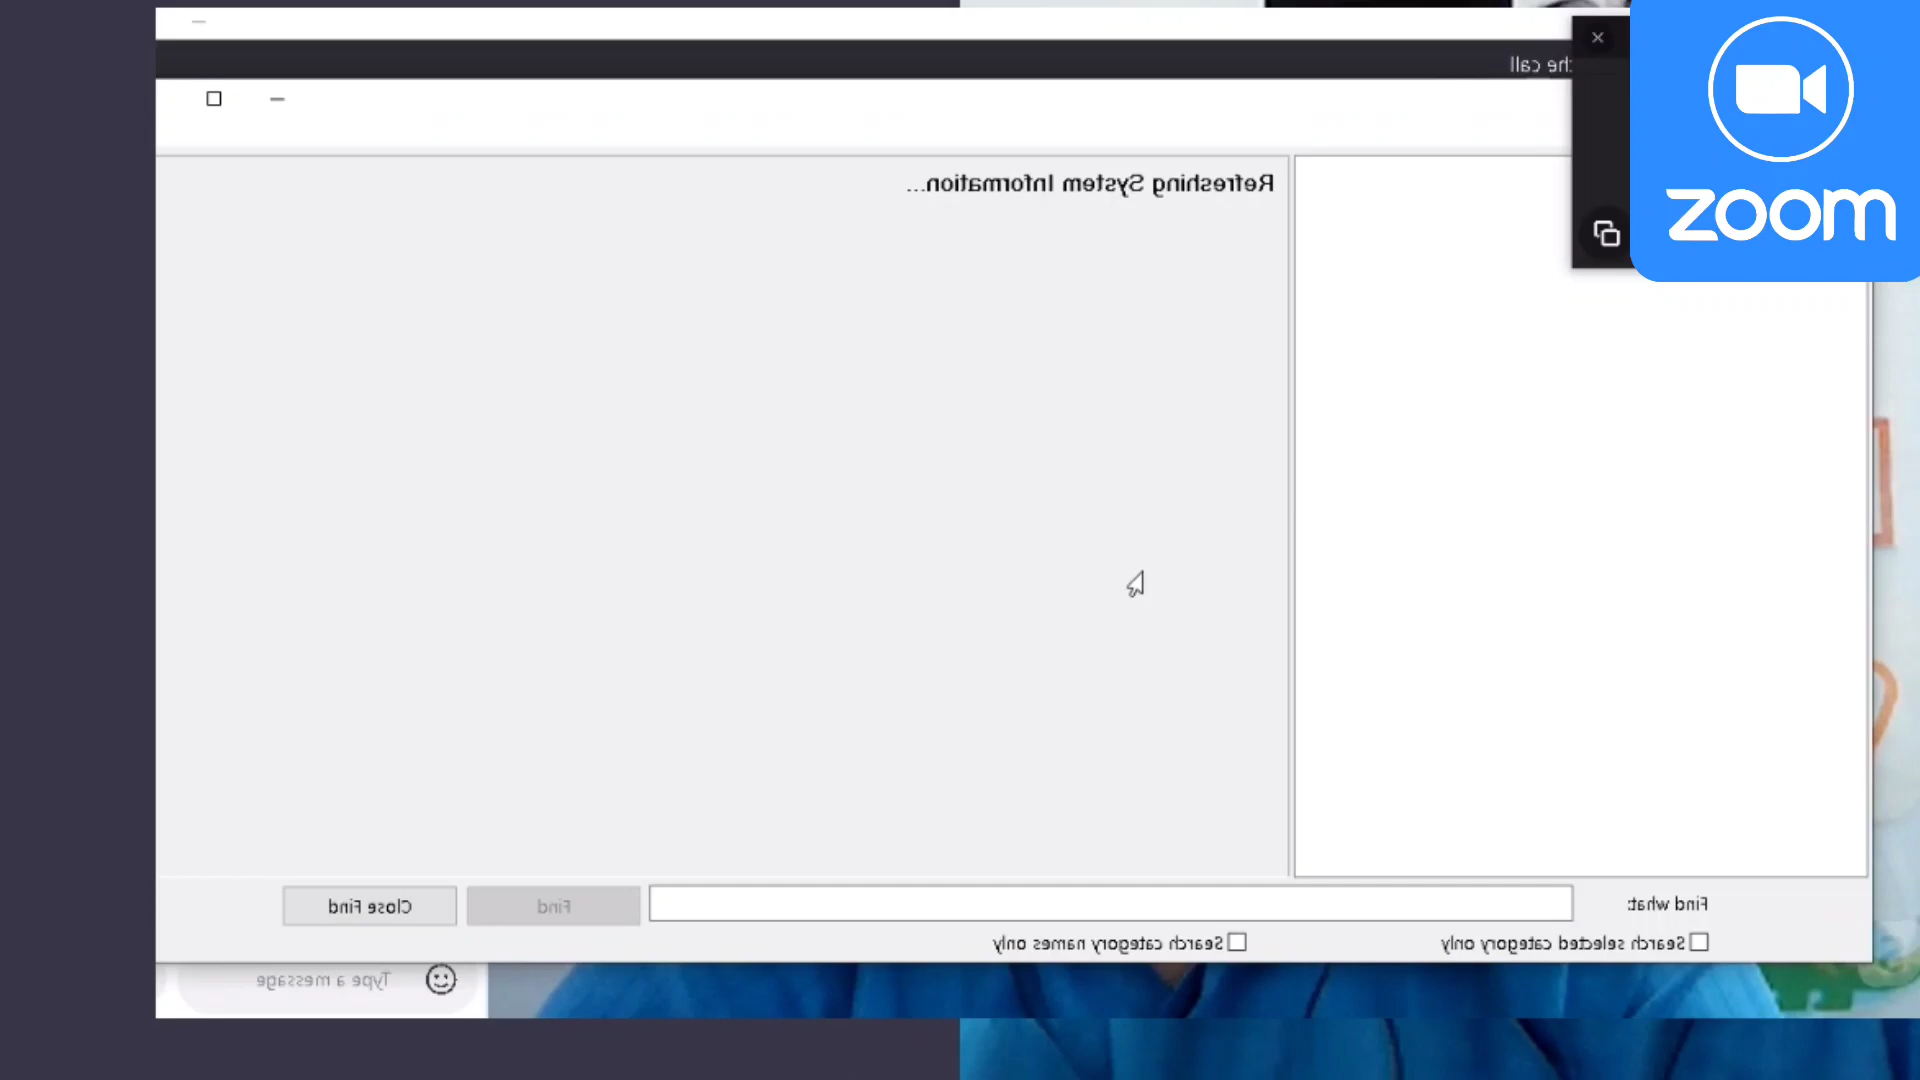 the call
zoom
Refreshing System Information...
Find what:
Find
Close Find
Search selected category only
Search category names only
Type a message